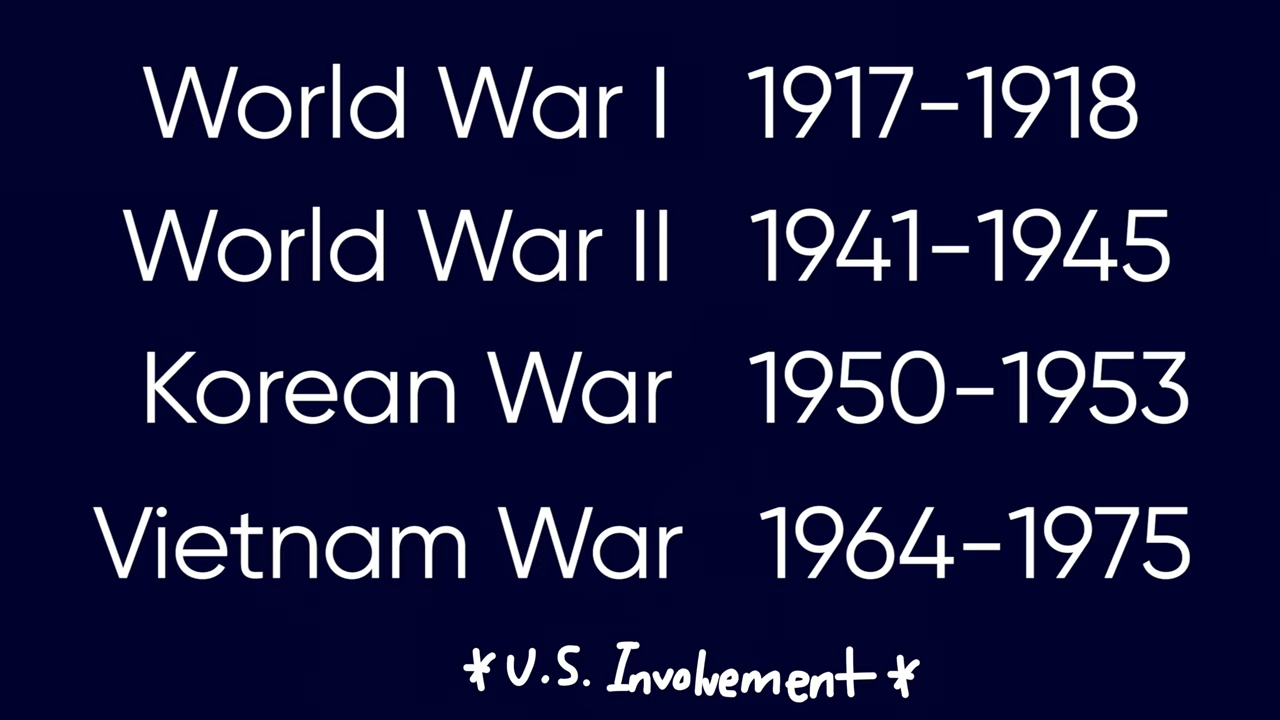 World War I 1917-1918
World War II 1941-1945
Korean War 1950-1953
Vietnam War 1964-1975
*U.S. Involvement*